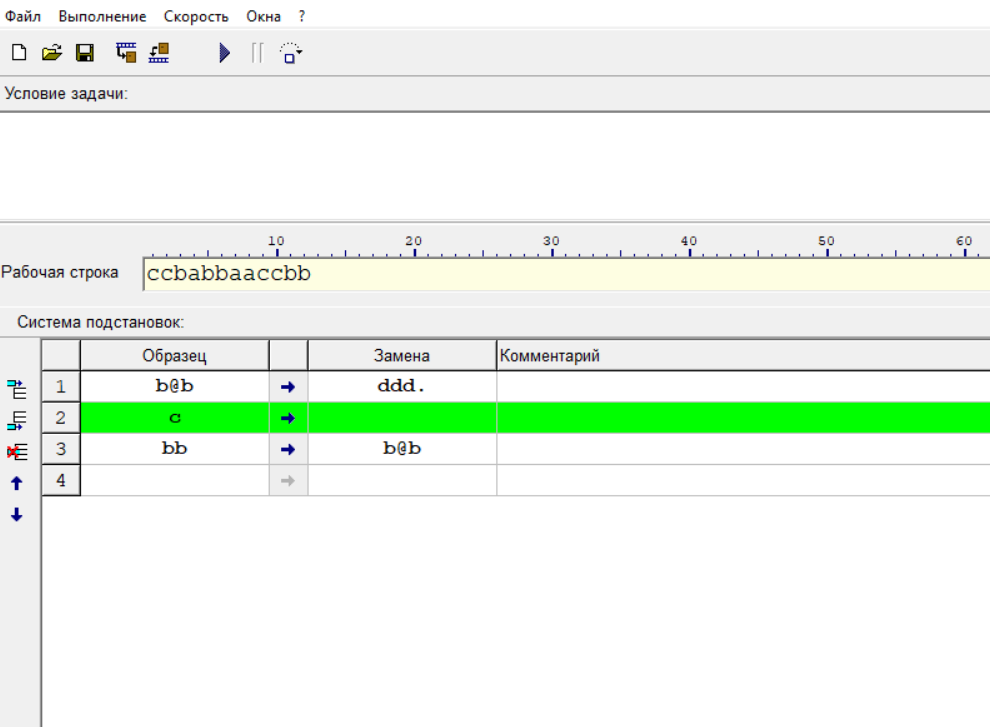 Файл Выполнение Скорость Окна ?
Условие задачи:
10 20 30 40 50 60
Рабочая строка ccbabbaaccbb
Система подстановок:
Образец Замена Комментарий
1 b@b ➔ ddd.
2 c ➔
3 bb ➔ b@b
4 ➔